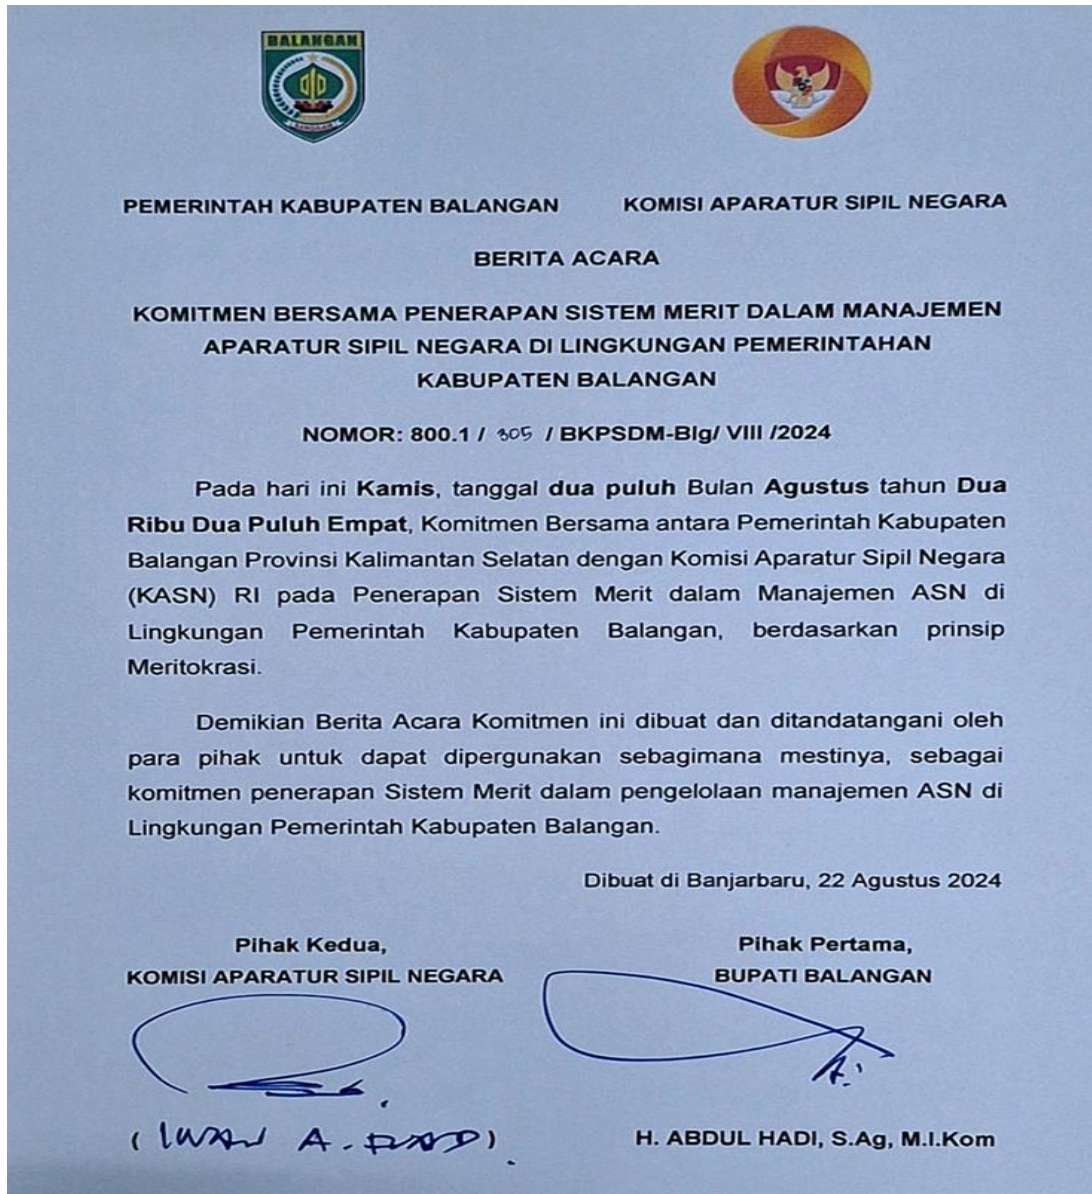 BALANGAN
SANGGAM
PEMERINTAH KABUPATEN BALANGAN
KOMISI APARATUR SIPIL NEGARA
BERITA ACARA
KOMITMEN BERSAMA PENERAPAN SISTEM MERIT DALAM MANAJEMEN
APARATUR SIPIL NEGARA DI LINGKUNGAN PEMERINTAHAN
KABUPATEN BALANGAN
NOMOR: 800.1 / 305 / BKPSDM-Blg/ VIII /2024
Pada hari ini Kamis, tanggal dua puluh Bulan Agustus tahun Dua
Ribu Dua Puluh Empat, Komitmen Bersama antara Pemerintah Kabupaten
Balangan Provinsi Kalimantan Selatan dengan Komisi Aparatur Sipil Negara
(KASN) RI pada Penerapan Sistem Merit dalam Manajemen ASN di
Lingkungan Pemerintah Kabupaten Balangan, berdasarkan prinsip
Meritokrasi.
Demikian Berita Acara Komitmen ini dibuat dan ditandatangani oleh
para pihak untuk dapat dipergunakan sebagimana mestinya, sebagai
komitmen penerapan Sistem Merit dalam pengelolaan manajemen ASN di
Lingkungan Pemerintah Kabupaten Balangan.
Dibuat di Banjarbaru, 22 Agustus 2024
Pihak Kedua,
KOMISI APARATUR SIPIL NEGARA
(IWAN A.
)
Pihak Pertama,
BUPATI BALANGAN
H. ABDUL HADI, S.Ag, M.I.Kom